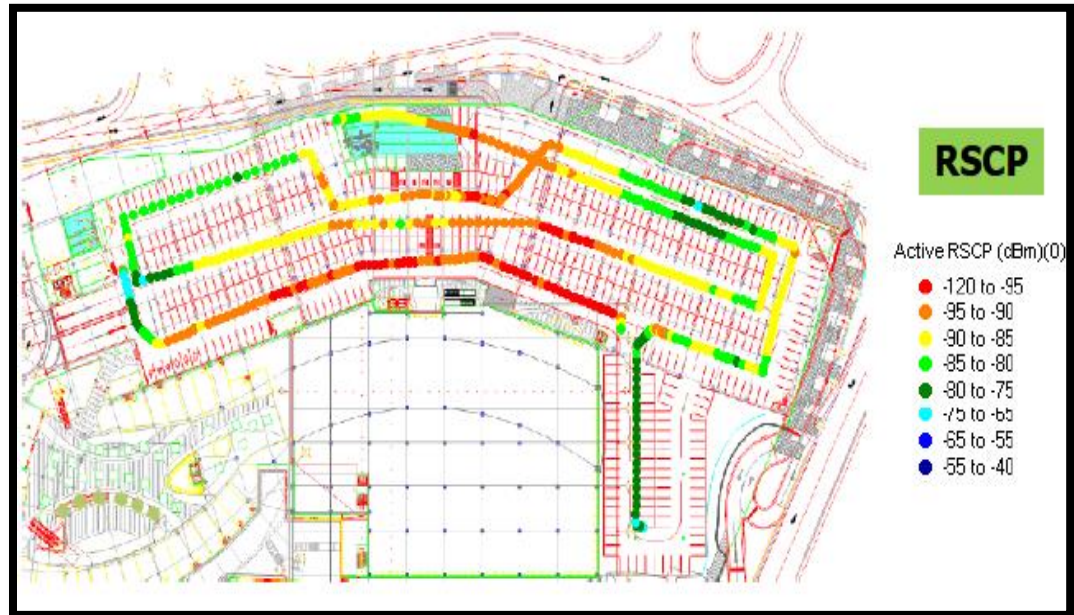 RSCP
Active RSCP (dBm)(0)
-120 to -95
-95 to -90
-90 to -85
-85 to -80
-80 to -75
-75 to -65
-65 to -55
-55 to -40